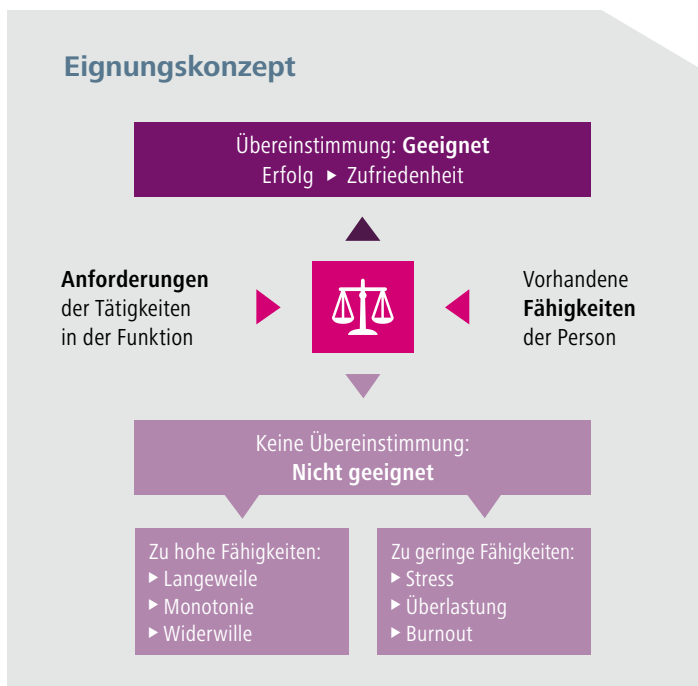 Eignungskonzept
Übereinstimmung: Geeignet
Erfolg ▸ Zufriedenheit
Anforderungen
der Tätigkeiten
in der Funktion
Vorhandene
Fähigkeiten
der Person
Keine Übereinstimmung:
Nicht geeignet
Zu hohe Fähigkeiten:
▸ Langeweile
▸ Monotonie
▸ Widerwille
Zu geringe Fähigkeiten:
▸ Stress
▸ Überlastung
▸ Burnout